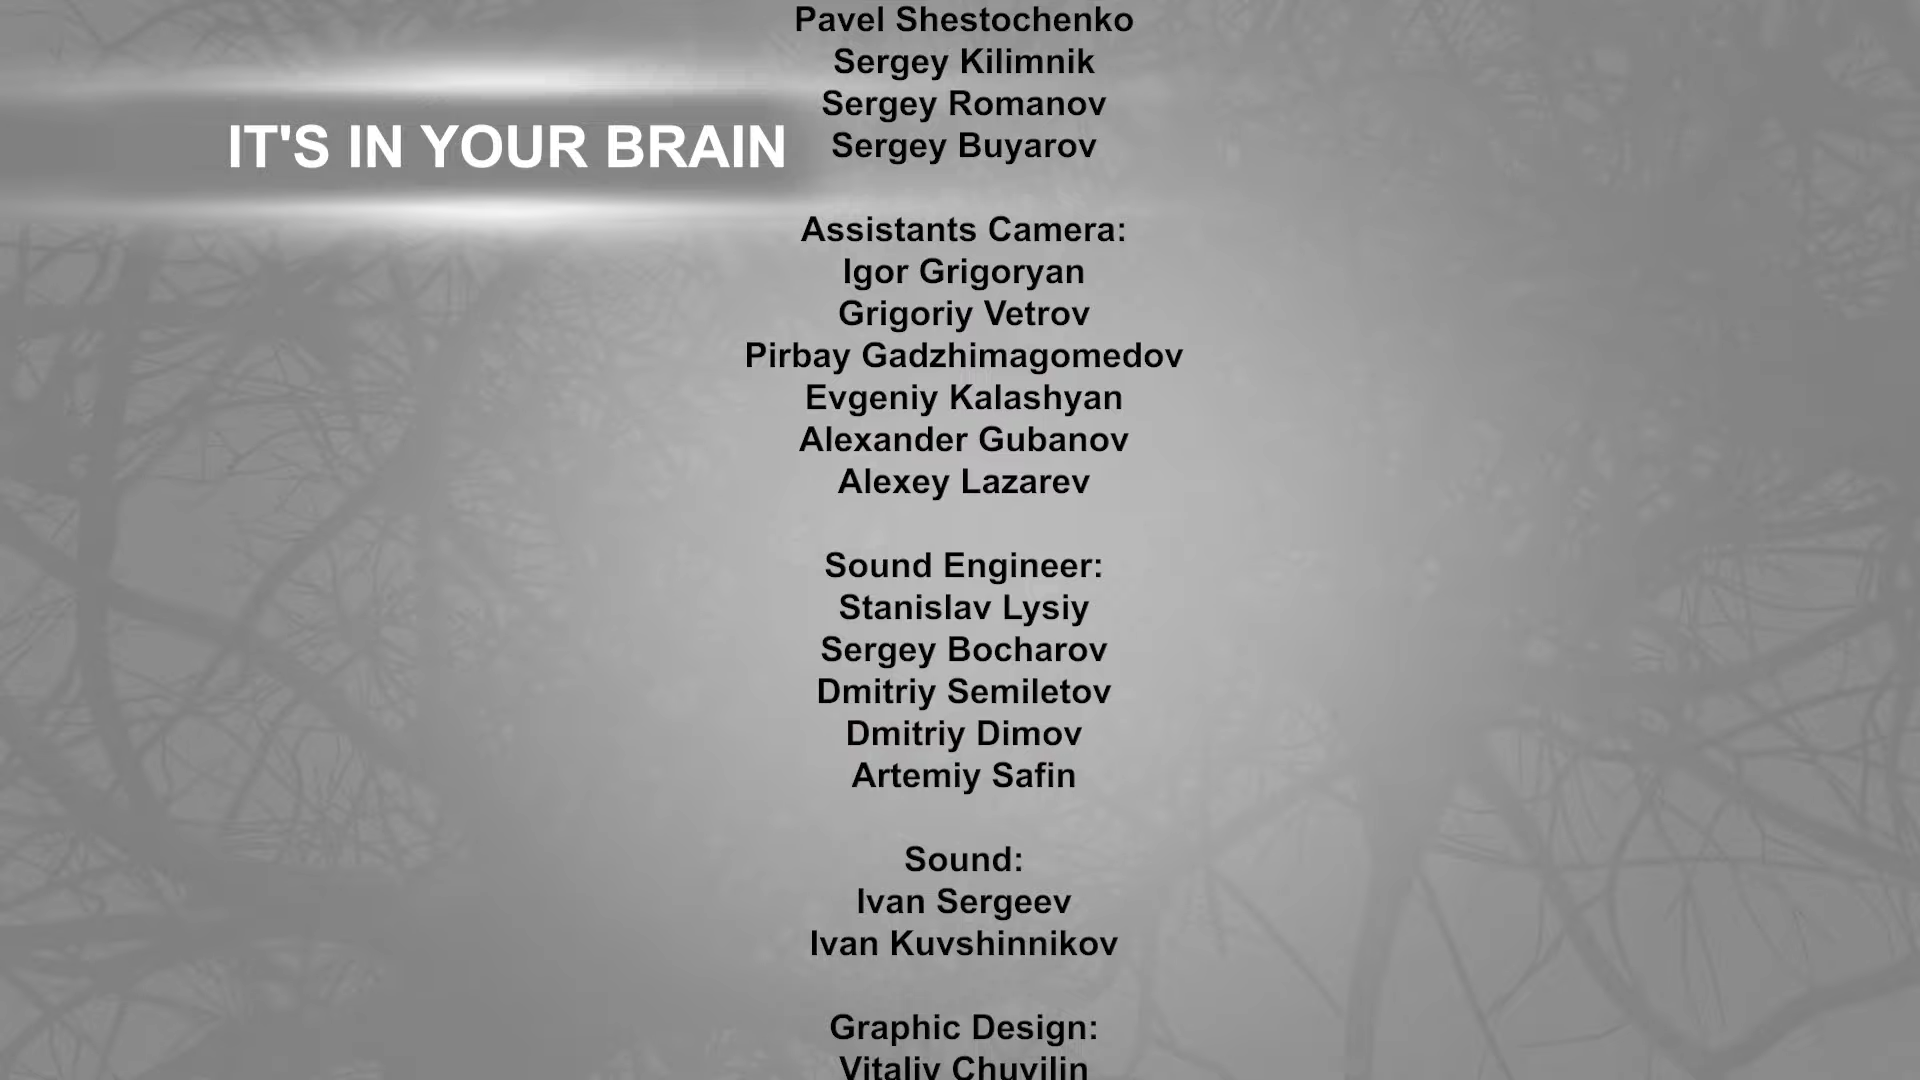 Pavel Shestochenko
Sergey Kilimnik
Sergey Romanov
IT'S IN YOUR BRAIN
Sergey Buyarov
Assistants Camera:
Igor Grigoryan
Grigoriy Vetrov
Pirbay Gadzhimagomedov
Evgeniy Kalashyan
Alexander Gubanov
Alexey Lazarev
Sound Engineer:
Stanislav Lysiy
Sergey Bocharov
Dmitriy Semiletov
Dmitriy Dimov
Artemiy Safin
Sound:
Ivan Sergeev
Ivan Kuvshinnikov
Graphic Design:
Vitaliy Chuvilin